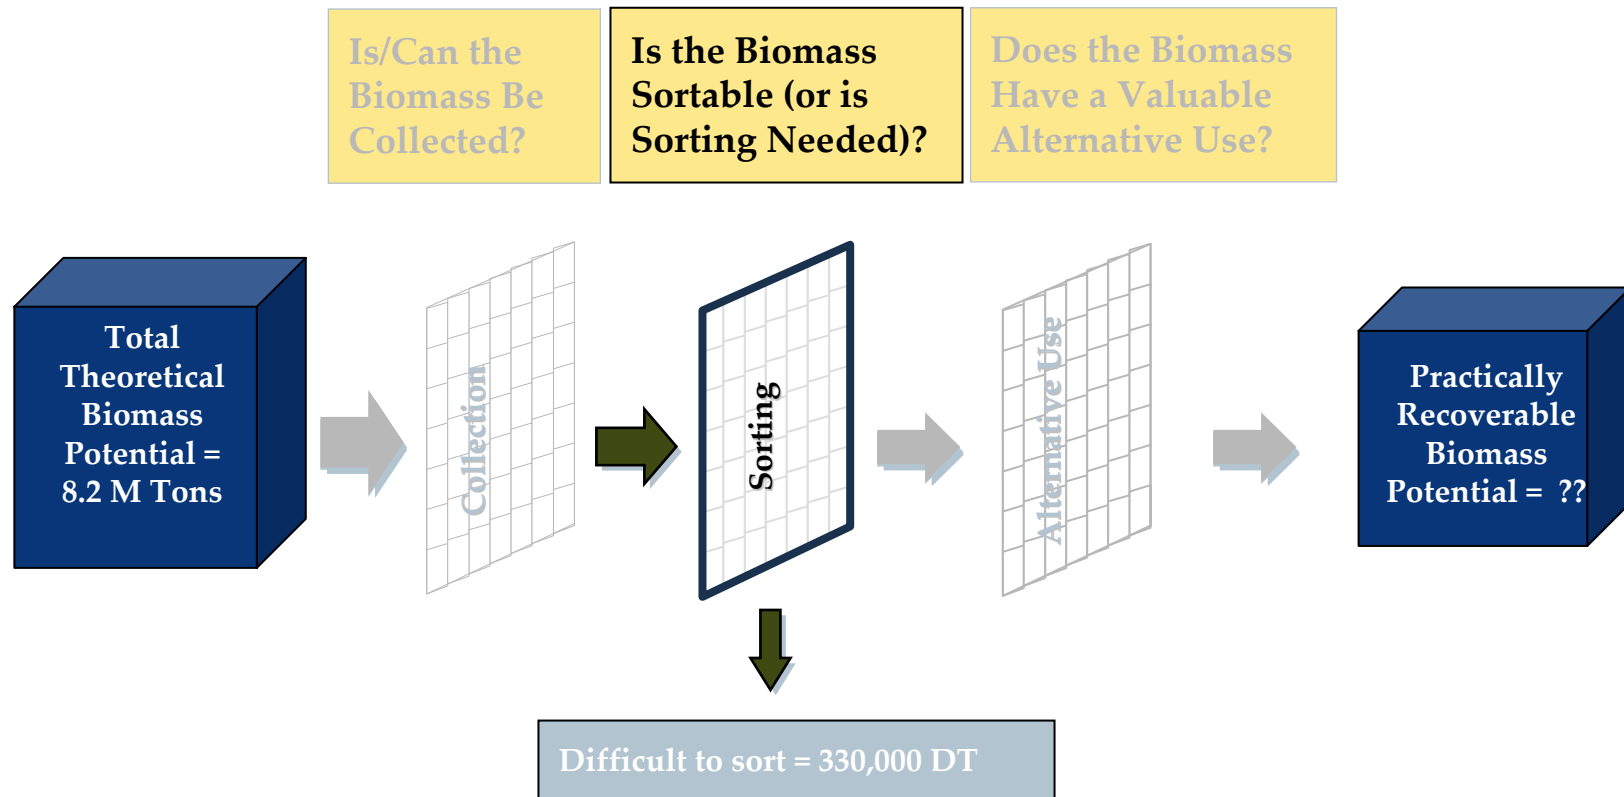 Is/Can the
Biomass Be
Collected?
Is the Biomass
Sortable (or is
Sorting Needed)?
Does the Biomass
Have a Valuable
Alternative Use?
Total
Theoretical
Biomass
Potential =
8.2 M Tons
Collection
Sorting
Alternative Use
Practically
Recoverable
Biomass
Potential = ??
Difficult to sort = 330,000 DT